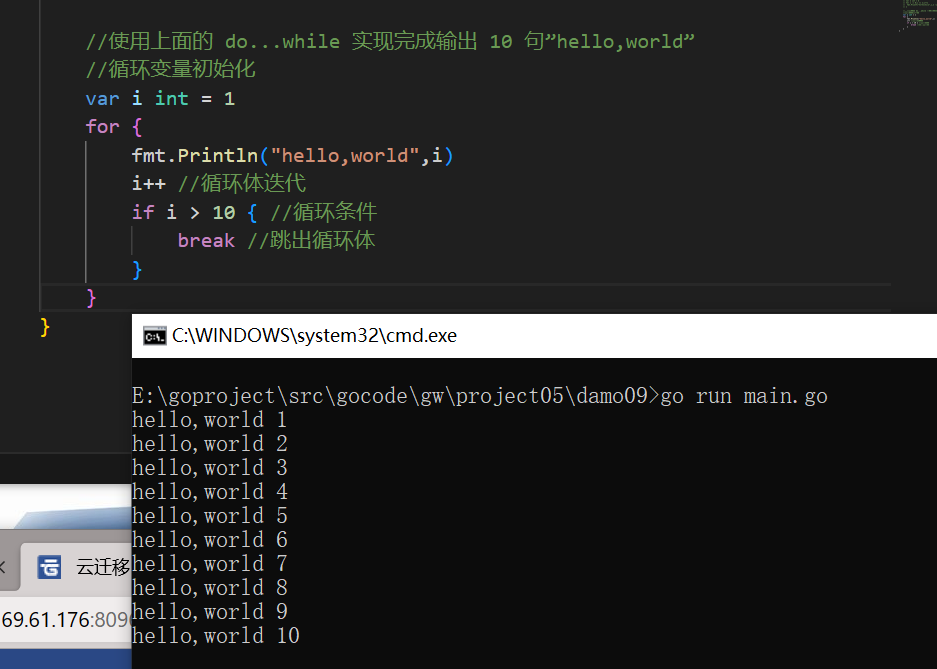 //使用上面的 do...while 实现完成输出 10 句”hello,world”
//循环变量初始化
var i int = 1
for {
fmt.Println("hello,world",i)
i++ //循环体迭代
if i > 10 { //循环条件
break //跳出循环体
}
}
}
C:\WINDOWS\system32\cmd.exe
E:\goproject\src\gocode\gw\project05\damo09>go run main.go
hello,world 1
hello,world 2
hello,world 3
hello,world 4
hello,world 5
hello,world 6
hello,world 7
hello,world 8
hello,world 9
hello,world 10
云迁移
69.61.176:809